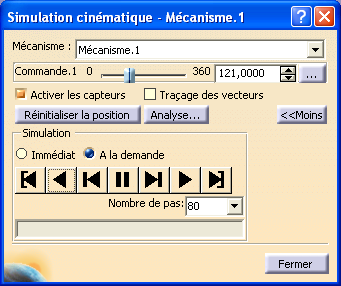 Simulation cinématique - Mécanisme.1
Mécanisme : Mécanisme.1
Commande.1 0 360 121,0000 ...
Activer les capteurs Traçage des vecteurs
Réinitialiser la position Analyse... <<Moins
Simulation
Immédiat A la demande
Nombre de pas: 80
Fermer